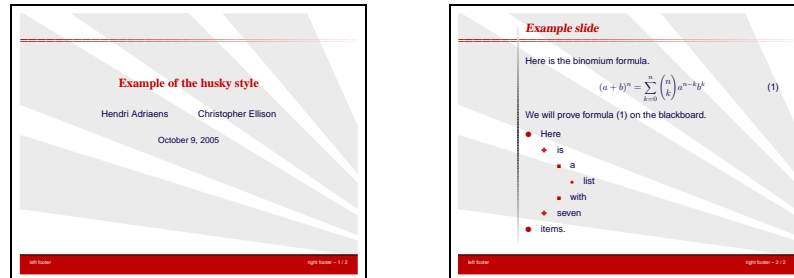 Example of the husky style
Hendri Adriaens Christopher Ellison
October 9, 2005
left footer right footer – 1 / 2
Example slide
Here is the binomium formula.
(a + b)^n = \sum_{k=0}^{n} \binom{n}{k} a^{n−k} b^k (1)
We will prove formula (1) on the blackboard.
● Here
❖ is
■ a
◆ list
■ with
❖ seven
● items.
left footer right footer – 2 / 2